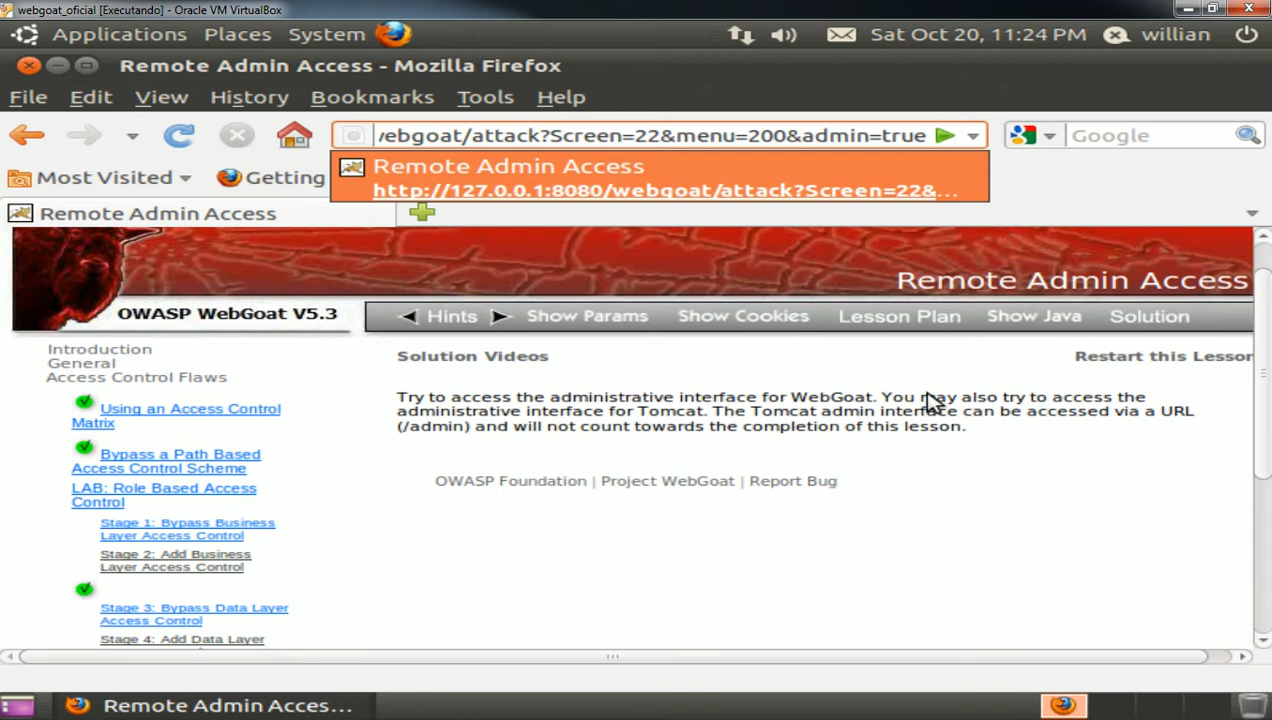 webgoat_oficial [Executando] - Oracle VM VirtualBox
Applications Places System Sat Oct 20, 11:24 PM willian
Remote Admin Access - Mozilla Firefox
File Edit View History Bookmarks Tools Help
/ebgoat/attack?Screen=22&menu=200&admin=true Google
Remote Admin Access
http://127.0.0.1:8080/webgoat/attack?Screen=22&...
Most Visited Getting
Remote Admin Access
Remote Admin Access
OWASP WebGoat V5.3
Hints Show Params Show Cookies Lesson Plan Show Java Solution
Introduction
General
Access Control Flaws
Using an Access Control
Matrix
Bypass a Path Based
Access Control Scheme
LAB: Role Based Access
Control
Stage 1: Bypass Business
Layer Access Control
Stage 2: Add Business
Layer Access Control
Stage 3: Bypass Data Layer
Access Control
Stage 4: Add Data Layer
Solution Videos Restart this Lesson
Try to access the administrative interface for WebGoat. You may also try to access the
administrative interface for Tomcat. The Tomcat admin interface can be accessed via a URL
(/admin) and will not count towards the completion of this lesson.
OWASP Foundation | Project WebGoat | Report Bug
Remote Admin Acces...